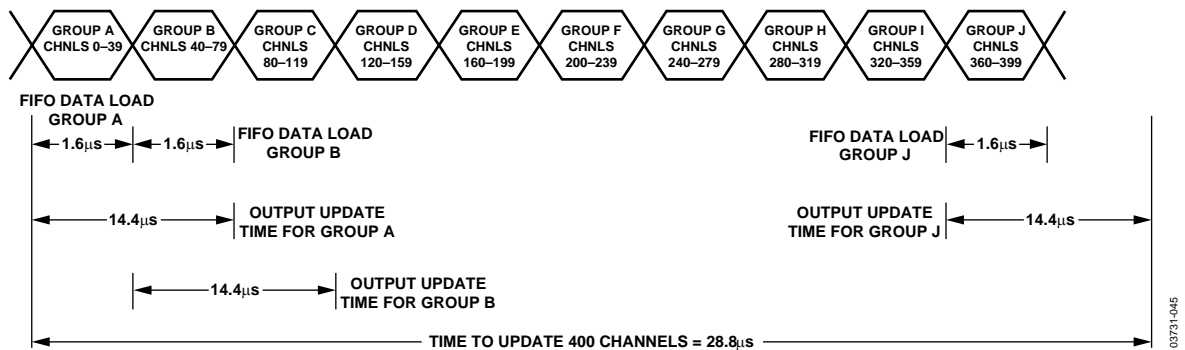 GROUP A
CHNLS 0–39
GROUP B
CHNLS 40–79
GROUP C
CHNLS
80–119
GROUP D
CHNLS
120–159
GROUP E
CHNLS
160–199
GROUP F
CHNLS
200–239
GROUP G
CHNLS
240–279
GROUP H
CHNLS
280–319
GROUP I
CHNLS
320–359
GROUP J
CHNLS
360–399
FIFO DATA LOAD
GROUP A
1.6μs
1.6μs
FIFO DATA LOAD
GROUP B
FIFO DATA LOAD
GROUP J
1.6μs
14.4μs
OUTPUT UPDATE
TIME FOR GROUP A
OUTPUT UPDATE
TIME FOR GROUP J
14.4μs
14.4μs
OUTPUT UPDATE
TIME FOR GROUP B
TIME TO UPDATE 400 CHANNELS = 28.8μs
03731-045